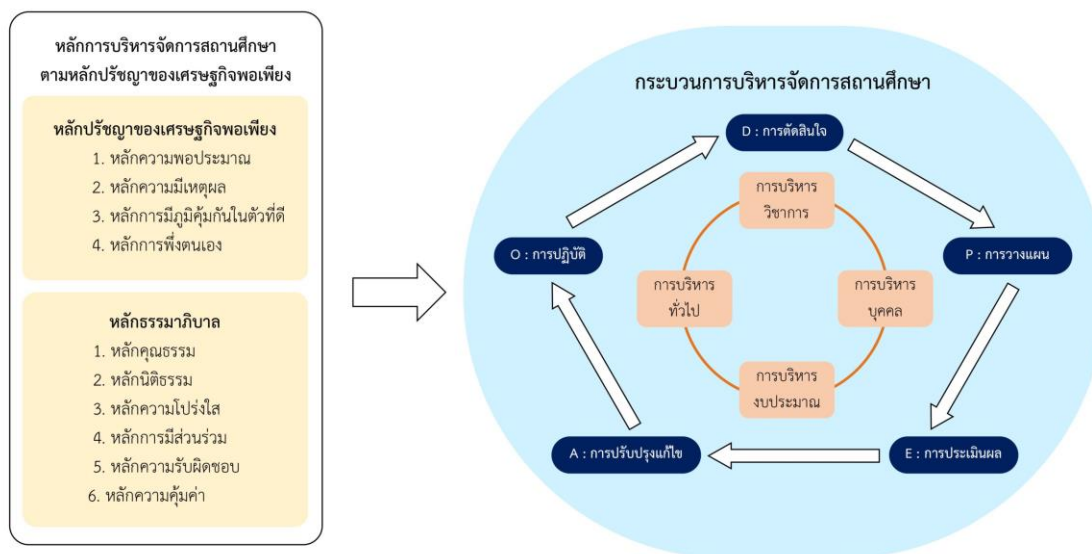 หลักการบริหารจัดการสถานศึกษา
ตามหลักปรัชญาของเศรษฐกิจพอเพียง
หลักปรัชญาของเศรษฐกิจพอเพียง
1. หลักความพอประมาณ
2. หลักความมีเหตุผล
3. หลักการมีภูมิคุ้มกันในตัวที่ดี
4. หลักการพึ่งตนเอง
หลักธรรมาภิบาล
1. หลักคุณธรรม
2. หลักนิติธรรม
3. หลักความโปร่งใส
4. หลักการมีส่วนร่วม
5. หลักความรับผิดชอบ
6. หลักความคุ้มค่า
กระบวนการบริหารจัดการสถานศึกษา
D : การตัดสินใจ
P : การวางแผน
E : การประเมินผล
A : การปรับปรุงแก้ไข
O : การปฏิบัติ
การบริหาร
วิชาการ
การบริหาร
บุคคล
การบริหาร
งบประมาณ
การบริหาร
ทั่วไป